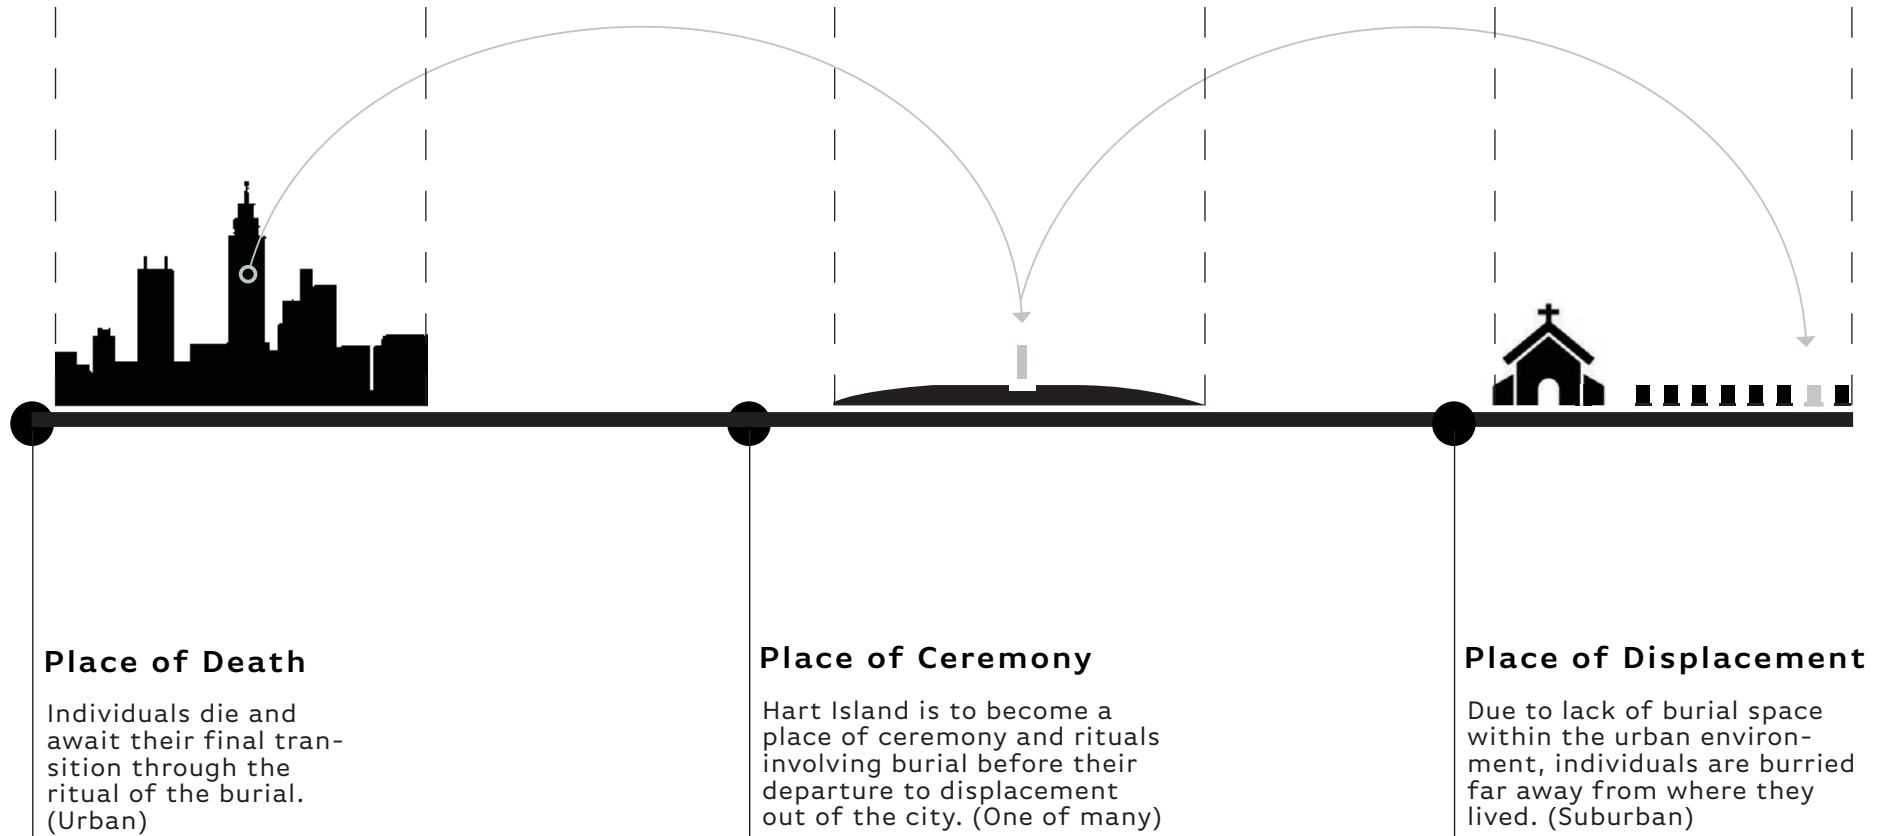 Place of Death
Individuals die and
await their final tran-
sition through the
ritual of the burial.
(Urban)
Place of Ceremony
Hart Island is to become a
place of ceremony and rituals
involving burial before their
departure to displacement
out of the city. (One of many)
Place of Displacement
Due to lack of burial space
within the urban environ-
ment, individuals are burried
far away from where they
lived. (Suburban)